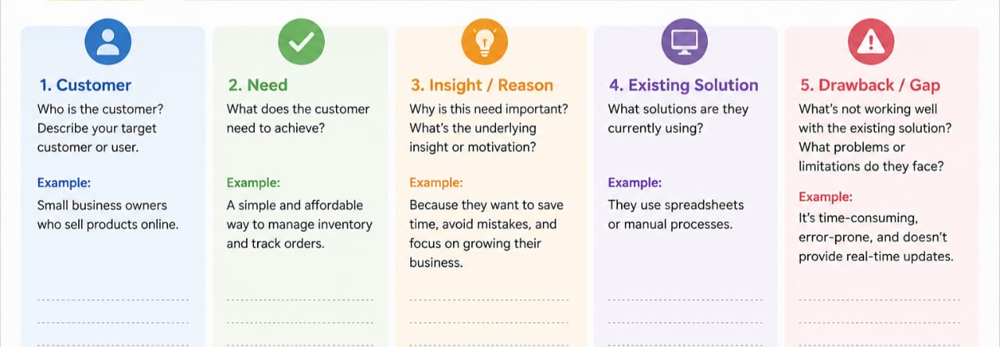 1. Customer
Who is the customer?
Describe your target
customer or user.
Example:
Small business owners
who sell products online.
2. Need
What does the customer
need to achieve?
Example:
A simple and affordable
way to manage inventory
and track orders.
3. Insight / Reason
Why is this need important?
What's the underlying
insight or motivation?
Example:
Because they want to save
time, avoid mistakes, and
focus on growing their
business.
4. Existing Solution
What solutions are they
currently using?
Example:
They use spreadsheets
or manual processes.
5. Drawback / Gap
What's not working well
with the existing solution?
What problems or
limitations do they face?
Example:
It's time-consuming,
error-prone, and doesn't
provide real-time updates.